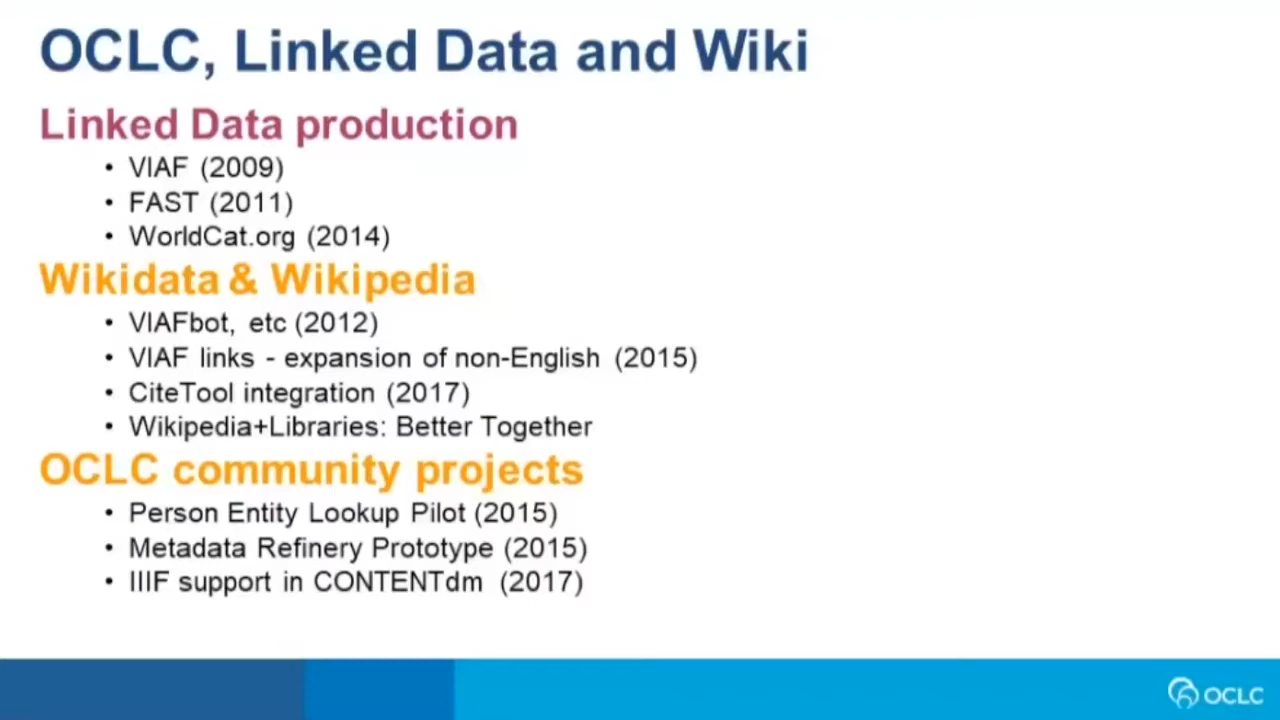 OCLC, Linked Data and Wiki
Linked Data production
• VIAF (2009)
• FAST (2011)
• WorldCat.org (2014)
Wikidata & Wikipedia
• VIAFbot, etc (2012)
• VIAF links - expansion of non-English (2015)
• CiteTool integration (2017)
• Wikipedia+Libraries: Better Together
OCLC community projects
• Person Entity Lookup Pilot (2015)
• Metadata Refinery Prototype (2015)
• IIIF support in CONTENTdm (2017)
OCLC